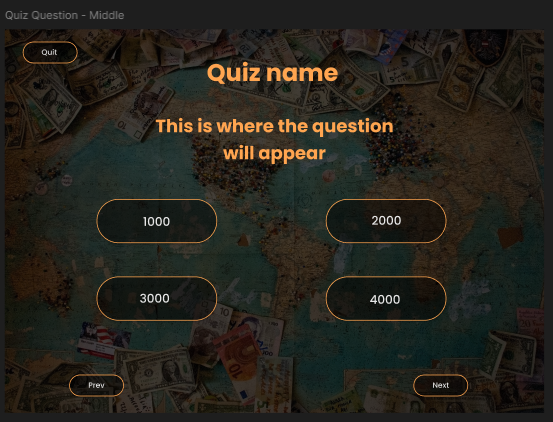 Quiz Question - Middle
Quit
Quiz name
This is where the question
will appear
1000
2000
3000
4000
Prev
Next